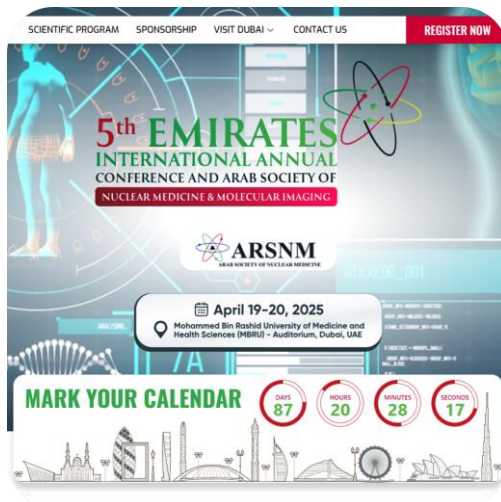 SCIENTIFIC PROGRAM SPONSORSHIP VISIT DUBAI CONTACT US REGISTER NOW
5th EMIRATES
INTERNATIONAL ANNUAL
CONFERENCE AND ARAB SOCIETY OF
NUCLEAR MEDICINE & MOLECULAR IMAGING
ARSNM
ARAB SOCIETY OF NUCLEAR MEDICINE
April 19-20, 2025
Mohammed Bin Rashid University of Medicine and
Health Sciences (MBRU) - Auditorium, Dubai, UAE
MARK YOUR CALENDAR
DAYS HOURS MINUTES SECONDS
87 20 28 17